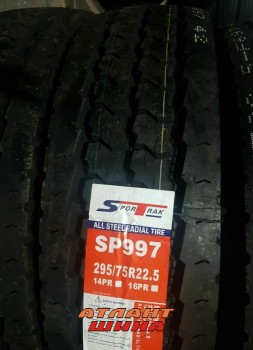 SPORTRAK
ALL STEEL RADIAL TIRE
SP997
295/75R22.5
14PR 16PR
АТЛАНТ
ШИНА